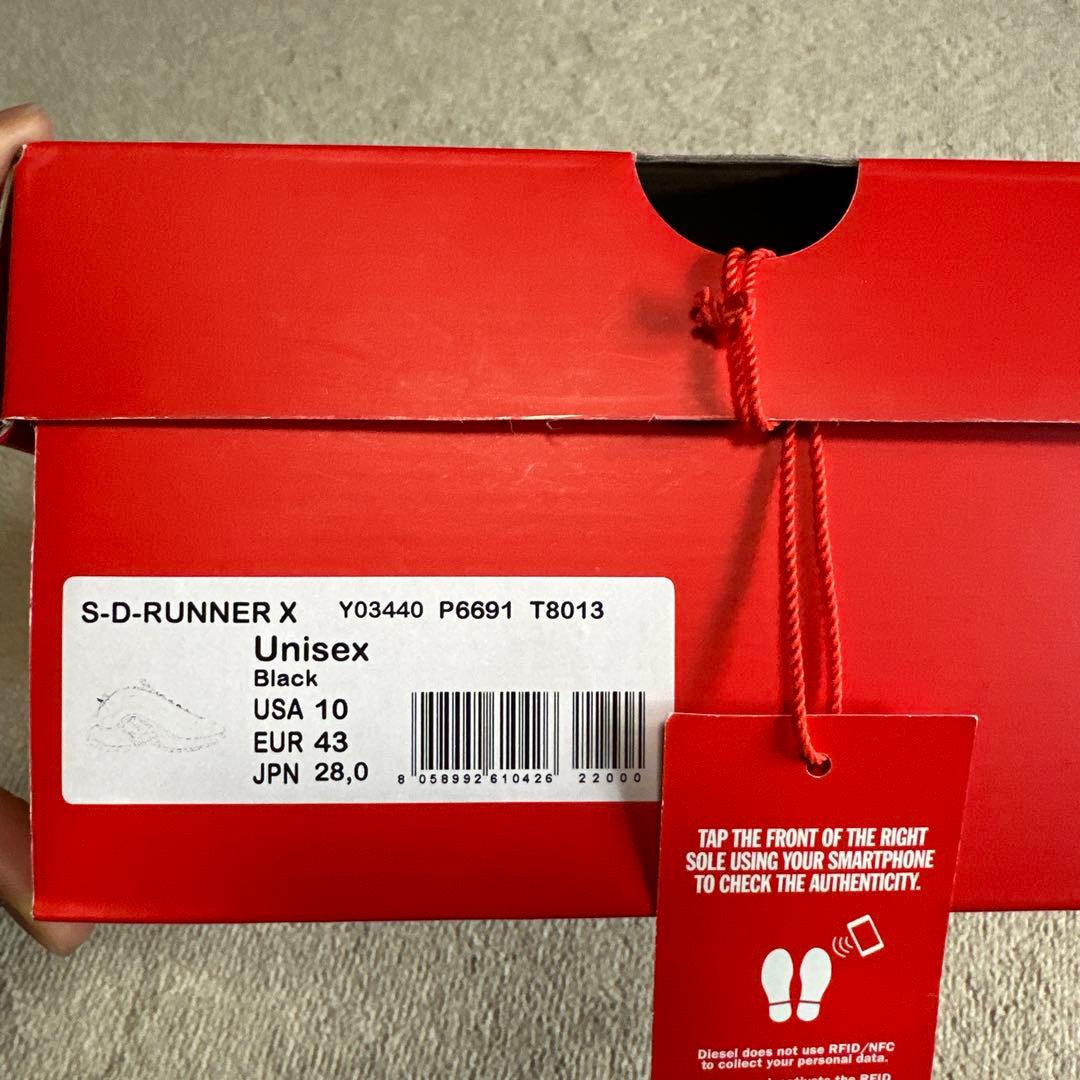 S-D-RUNNER X Y03440 P6691 T8013
Unisex
Black
USA 10
EUR 43
JPN 28,0
8 058992 610426 22000
TAP THE FRONT OF THE RIGHT
SOLE USING YOUR SMARTPHONE
TO CHECK THE AUTHENTICITY.
Diesel does not use RFID/NFC
to collect your personal data.
the RFID